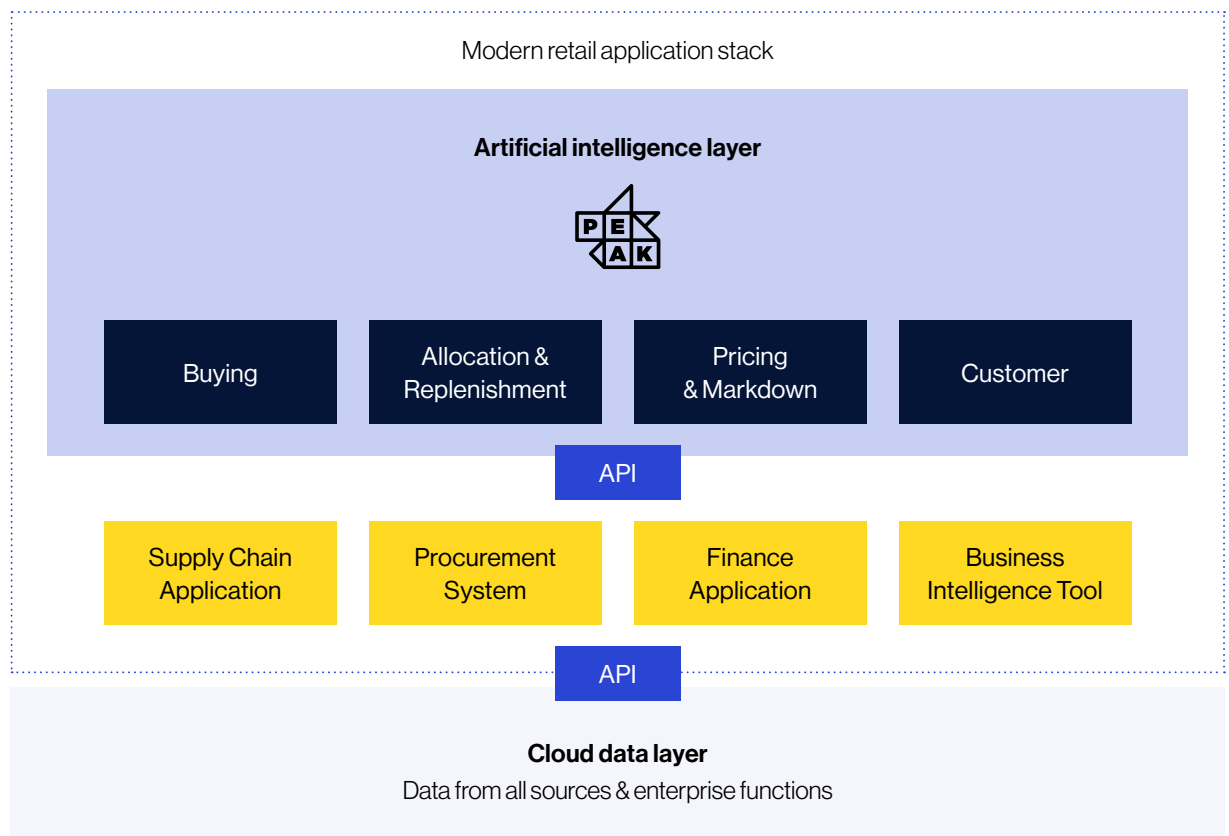 Modern retail application stack
Artificial intelligence layer
PE
AK
Buying
Allocation &
Replenishment
Pricing
& Markdown
Customer
API
Supply Chain
Application
Procurement
System
Finance
Application
Business
Intelligence Tool
API
Cloud data layer
Data from all sources & enterprise functions